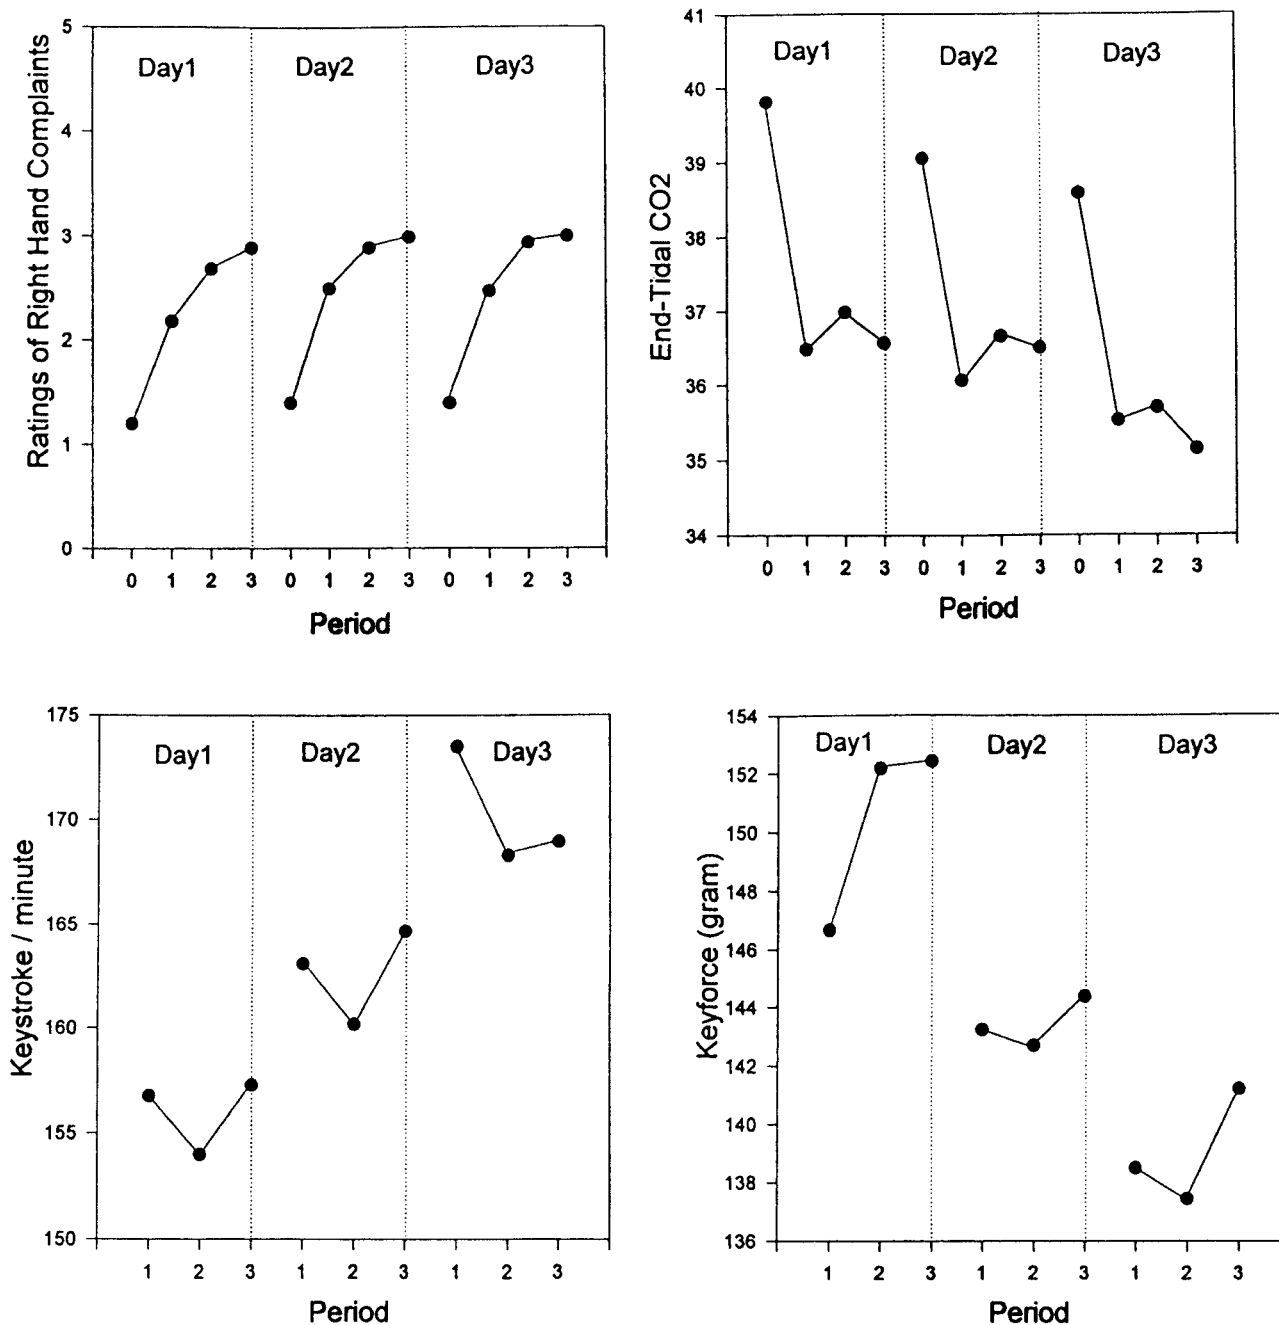 Ratings of Right Hand Complaints
5
4
3
2
1
0
Day1 Day2 Day3
0 1 2 3 0 1 2 3 0 1 2 3
Period
End-Tidal CO2
41
40
39
38
37
36
35
34
Day1 Day2 Day3
0 1 2 3 0 1 2 3 0 1 2 3
Period
Keystroke / minute
175
170
165
160
155
150
Day1 Day2 Day3
1 2 3 1 2 3 1 2 3
Period
Keyforce (gram)
154
152
150
148
146
144
142
140
138
136
Day1 Day2 Day3
1 2 3 1 2 3 1 2 3
Period